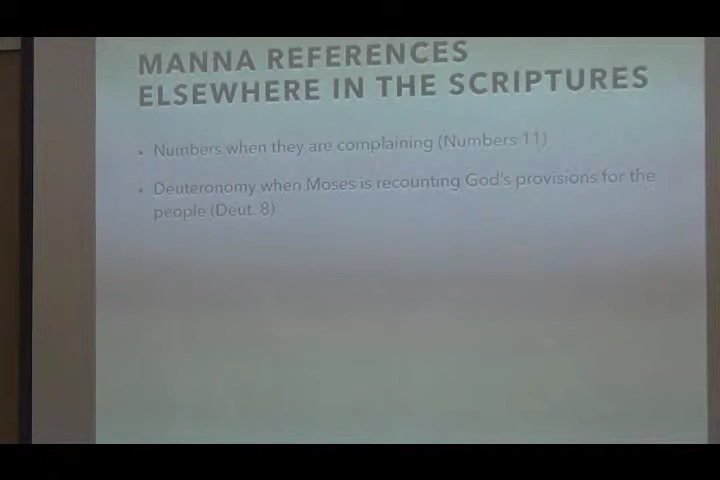 MANNA REFERENCES
ELSEWHERE IN THE SCRIPTURES
• Numbers when they are complaining (Numbers 11)
• Deuteronomy when Moses is recounting God's provisions for the
people (Deut. 8)